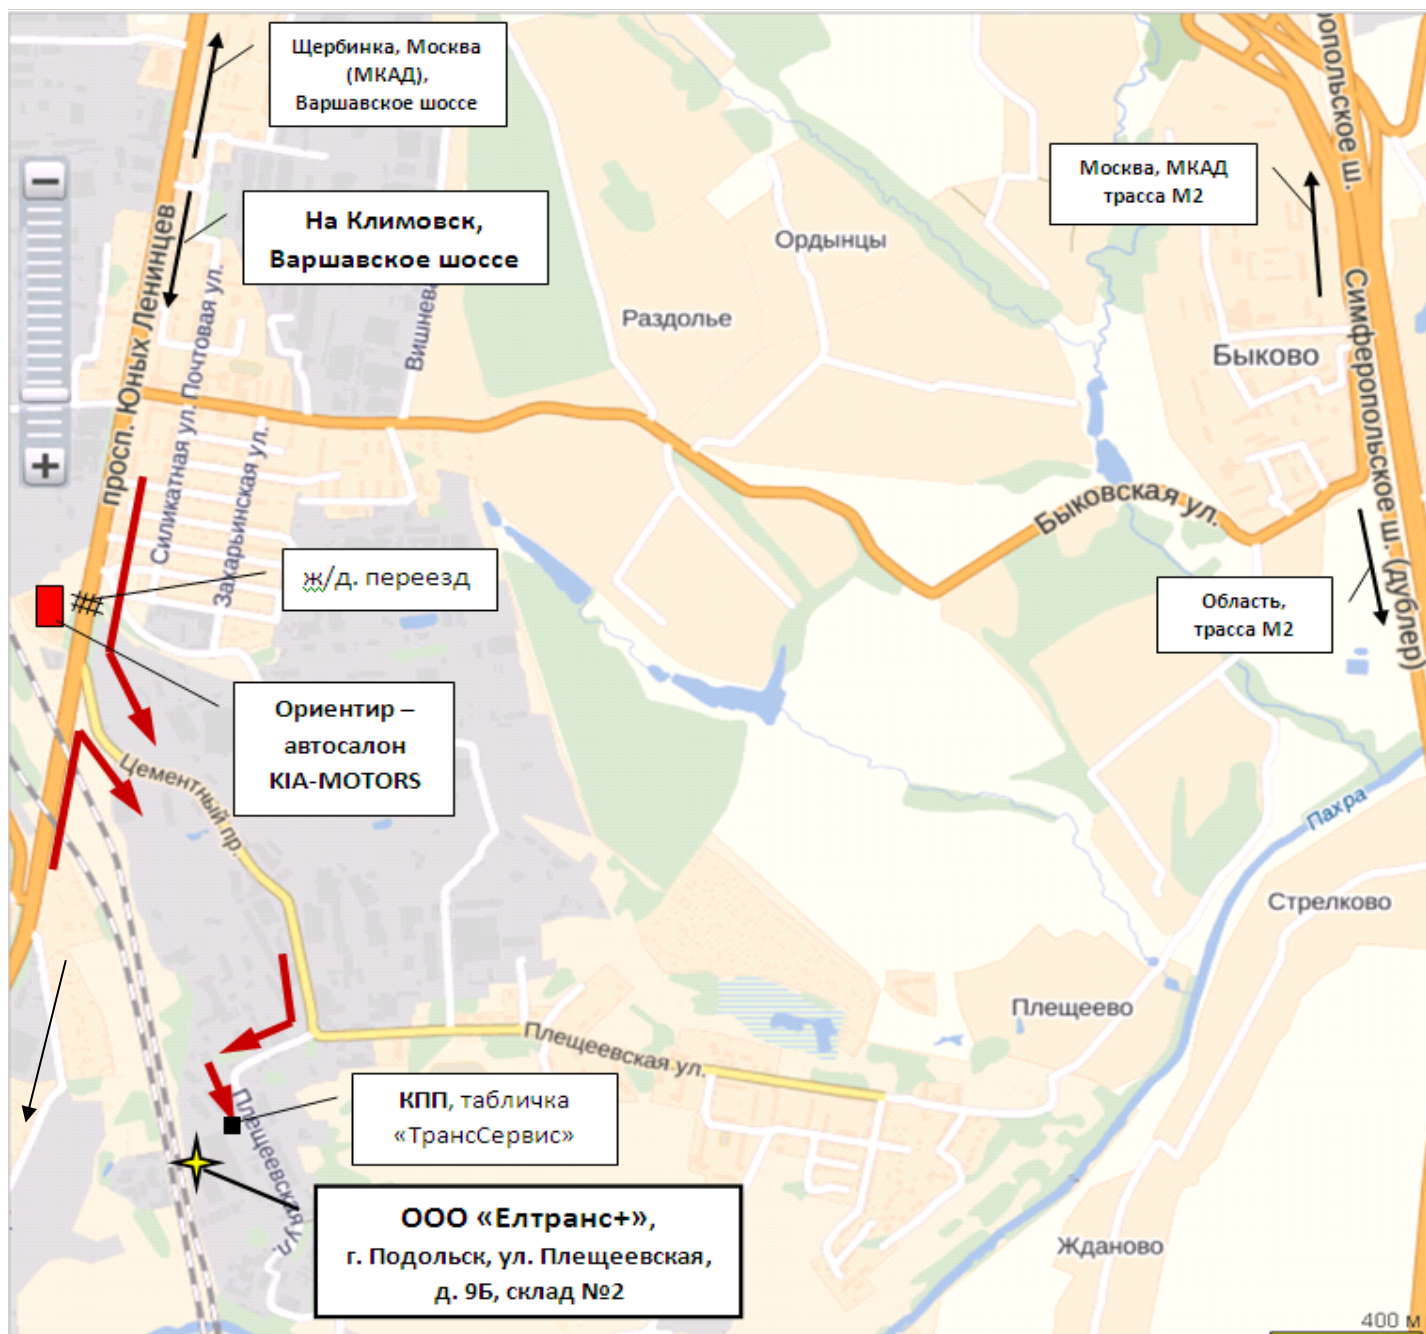 Щербинка, Москва
(МКАД),
Варшавское шоссе
На Климовск,
Варшавское шоссе
Москва, МКАД
трасса М2
ропольское ш.
Симферопольское ш. (дублер)
Ордынцы
Раздолье
Быково
просп. Юных Ленинцев
Силикатная ул.
Почтовая ул.
Захарьинская ул.
Вишнева
Быковская ул.
ж/д. переезд
Область,
трасса М2
Ориентир –
автосалон
KIA-MOTORS
Цементный пр.
Пахра
Стрелково
Плещеево
Плещеевская ул.
КПП, табличка
«ТрансСервис»
Плещеевская ул.
ООО «Елтранс+»,
г. Подольск, ул. Плещеевская,
д. 9Б, склад №2
Жданово
400 м